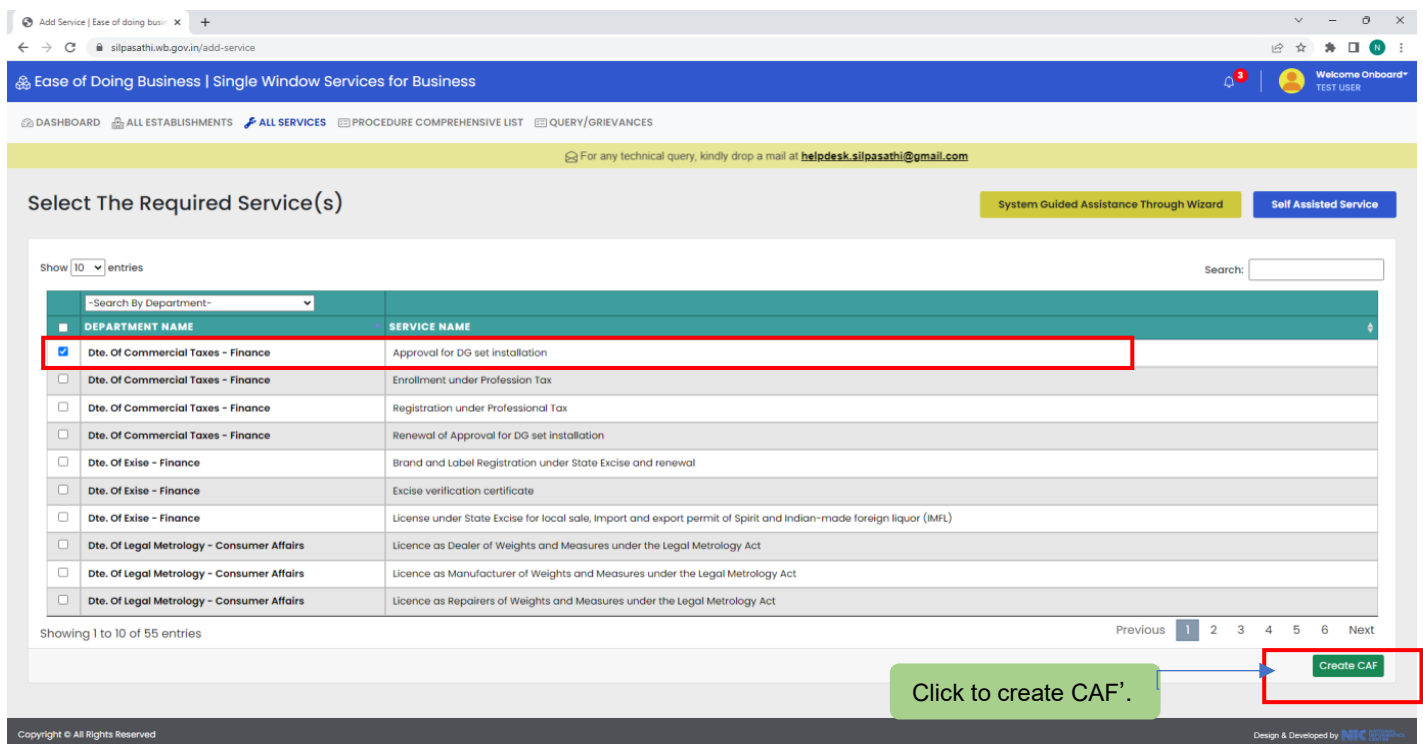 Add Service | Ease of doing busin
silpasathi.wb.gov.in/add-service
N
Ease of Doing Business | Single Window Services for Business
3
Welcome Onboard
TEST USER
DASHBOARD ALL ESTABLISHMENTS ALL SERVICES PROCEDURE COMPREHENSIVE LIST QUERY/GRIEVANCES
For any technical query, kindly drop a mail at helpdesk.silpasathi@gmail.com
Select The Required Service(s)
System Guided Assistance Through Wizard Self Assisted Service
Show 10 entries Search:
-Search By Department-
DEPARTMENT NAME SERVICE NAME
Dte. Of Commercial Taxes - Finance Approval for DG set installation
Dte. Of Commercial Taxes - Finance Enrollment under Profession Tax
Dte. Of Commercial Taxes - Finance Registration under Professional Tax
Dte. Of Commercial Taxes - Finance Renewal of Approval for DG set installation
Dte. Of Exise - Finance Brand and Label Registration under State Excise and renewal
Dte. Of Exise - Finance Excise verification certificate
Dte. Of Exise - Finance License under State Excise for local sale, Import and export permit of Spirit and Indian-made foreign liquor (IMFL)
Dte. Of Legal Metrology - Consumer Affairs Licence as Dealer of Weights and Measures under the Legal Metrology Act
Dte. Of Legal Metrology - Consumer Affairs Licence as Manufacturer of Weights and Measures under the Legal Metrology Act
Dte. Of Legal Metrology - Consumer Affairs Licence as Repairers of Weights and Measures under the Legal Metrology Act
Showing 1 to 10 of 55 entries Previous 1 2 3 4 5 6 Next
Create CAF
Click to create CAF’.
Copyright © All Rights Reserved Design & Developed by NIC